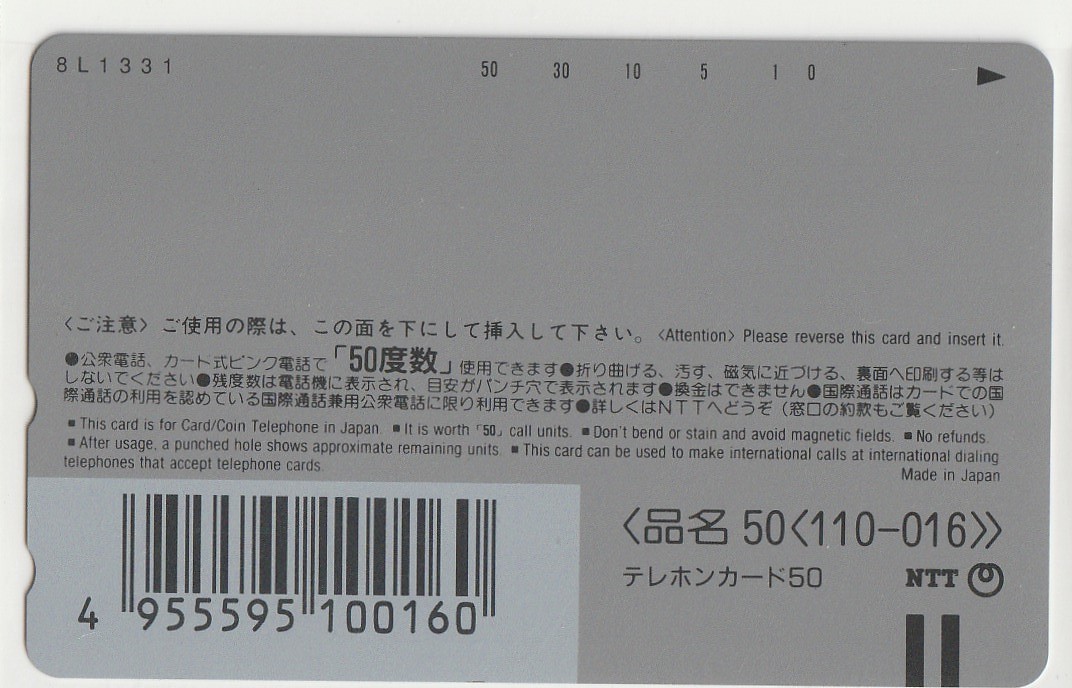 8L1331 50 30 10 5 1 0
〈ご注意〉ご使用の際は、この面を下にして挿入して下さい。〈Attention〉Please reverse this card and insert it.
●公衆電話、カード式ピンク電話で「50度数」使用できます●折り曲げる、汚す、磁気に近づける、裏面へ印刷する等は
しないでください●残度数は電話機に表示され、目安がパンチ穴で表示されます●換金はできません●国際通話はカードでの国
際通話の利用を認めている国際通話兼用公衆電話に限り利用できます●詳しくはNTTへどうぞ（窓口の約款もご覧ください）
■This card is for Card/Coin Telephone in Japan. ■It is worth「50」call units. ■Don't bend or stain and avoid magnetic fields. ■No refunds.
■After usage, a punched hole shows approximate remaining units. ■This card can be used to make international calls at international dialing
telephones that accept telephone cards.
Made in Japan
〈品名 50〈110-016〉〉
テレホンカード50 NTT
4 955595 100160